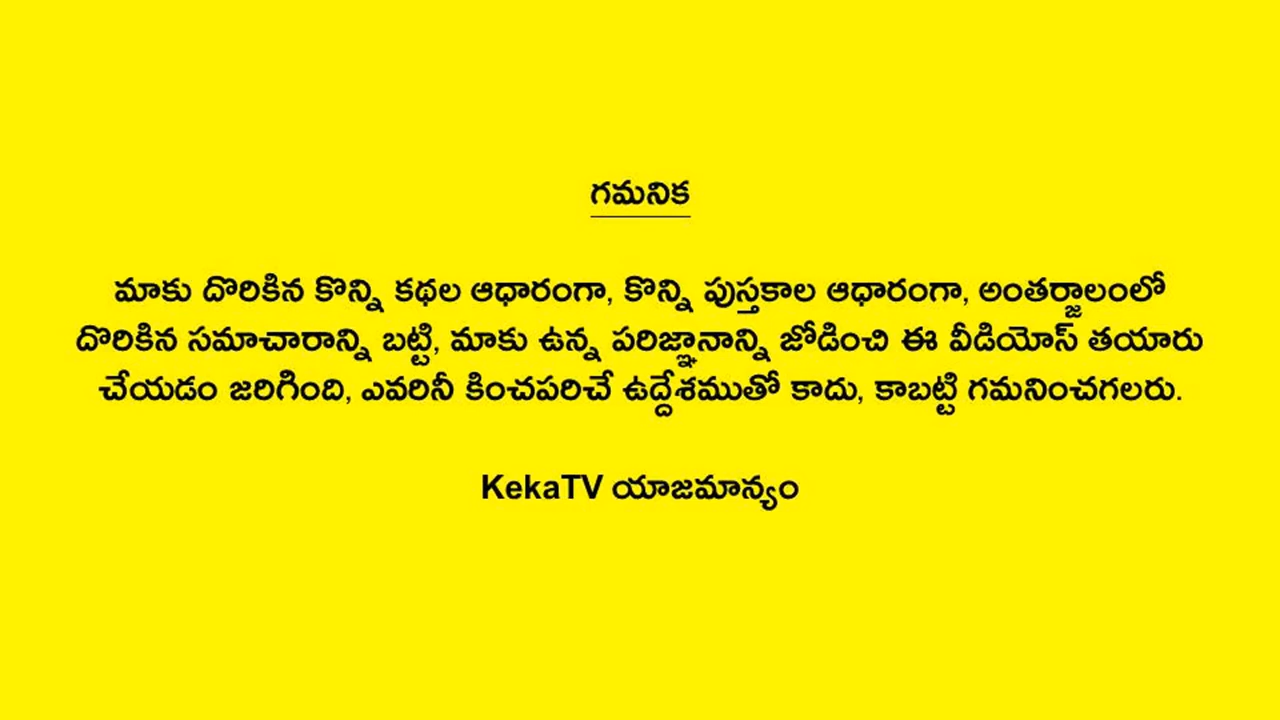 గమనిక
మాకు దొరికిన కొన్ని కథల ఆధారంగా, కొన్ని పుస్తకాల ఆధారంగా, అంతర్జాలంలో
దొరికిన సమాచారాన్ని బట్టి, మాకు ఉన్న పరిజ్ఞానాన్ని జోడించి ఈ వీడియోస్ తయారు
చేయడం జరిగింది, ఎవరినీ కించపరిచే ఉద్దేశముతో కాదు, కాబట్టి గమనించగలరు.
KekaTV యాజమాన్యం